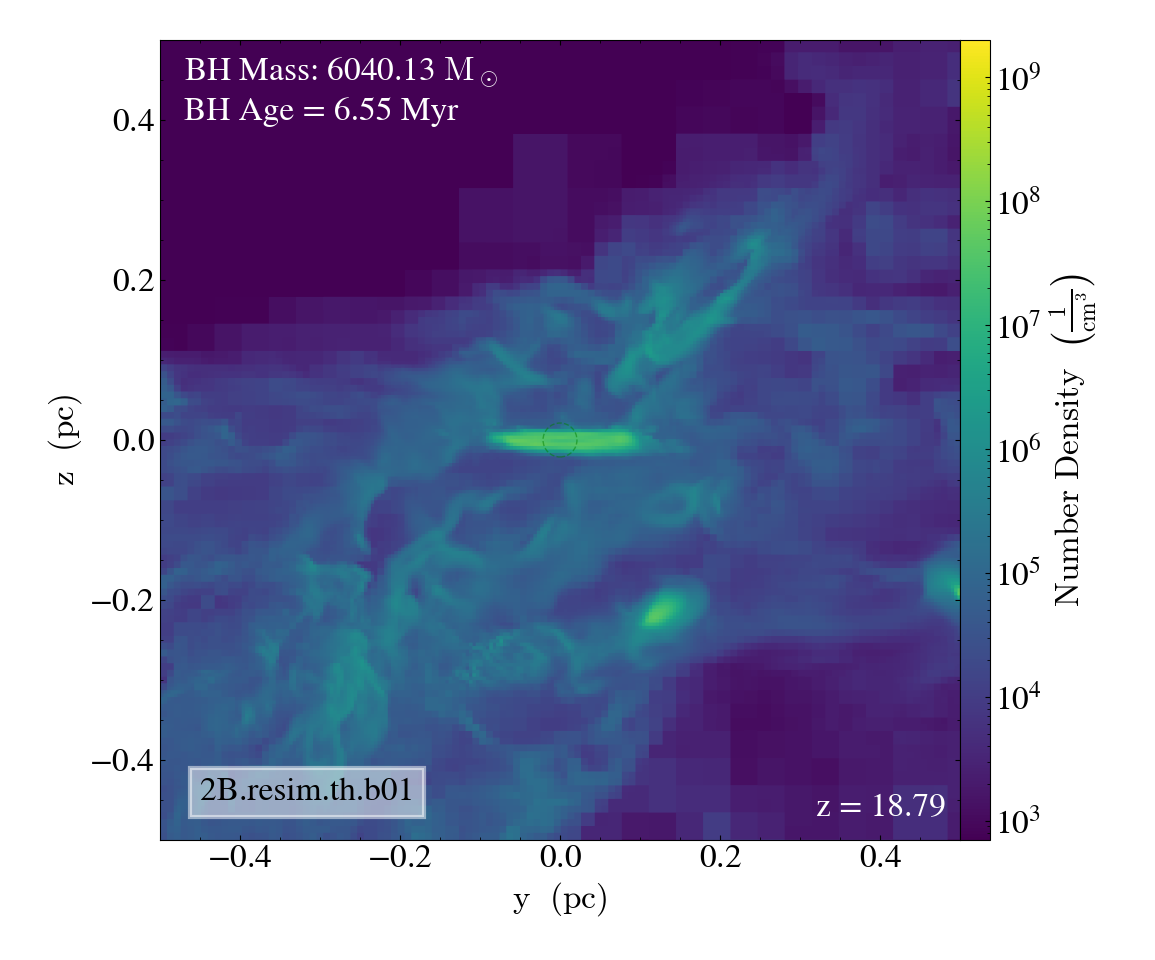 BH Mass: 6040.13 M⊙
BH Age = 6.55 Myr
0.4
0.2
0.0
−0.2
−0.4
z (pc)
2B.resim.th.b01
z = 18.79
−0.4 −0.2 0.0 0.2 0.4
y (pc)
10⁹
10⁸
10⁷
10⁶
10⁵
10⁴
10³
Number Density (1/cm³)